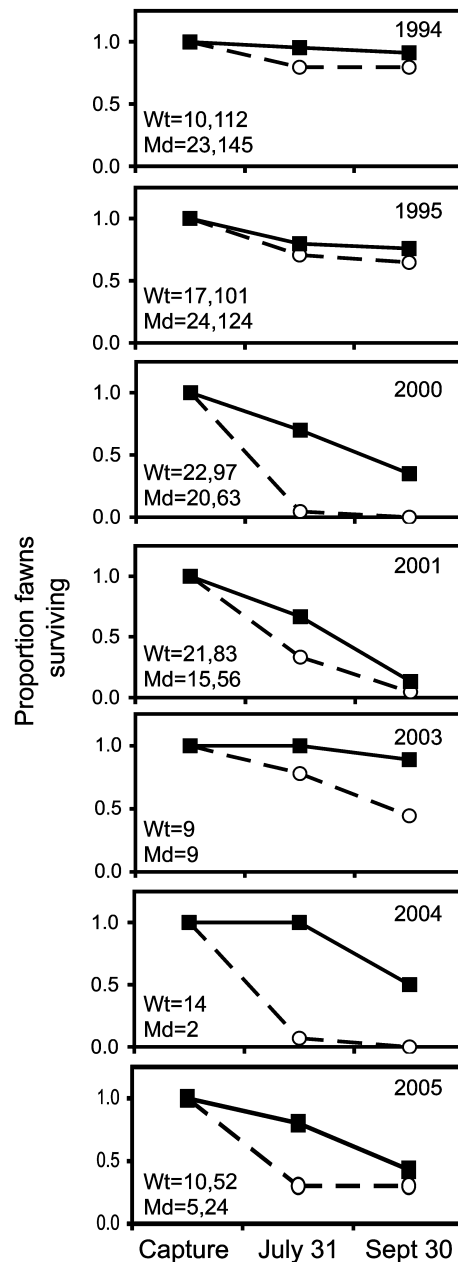 Proportion fawns
surviving
1994
1.0
0.5
0.0
Wt=10,112
Md=23,145
1995
1.0
0.5
0.0
Wt=17,101
Md=24,124
2000
1.0
0.5
0.0
Wt=22,97
Md=20,63
2001
1.0
0.5
0.0
Wt=21,83
Md=15,56
2003
1.0
0.5
0.0
Wt=9
Md=9
2004
1.0
0.5
0.0
Wt=14
Md=2
2005
1.0
0.5
0.0
Wt=10,52
Md=5,24
Capture July 31 Sept 30